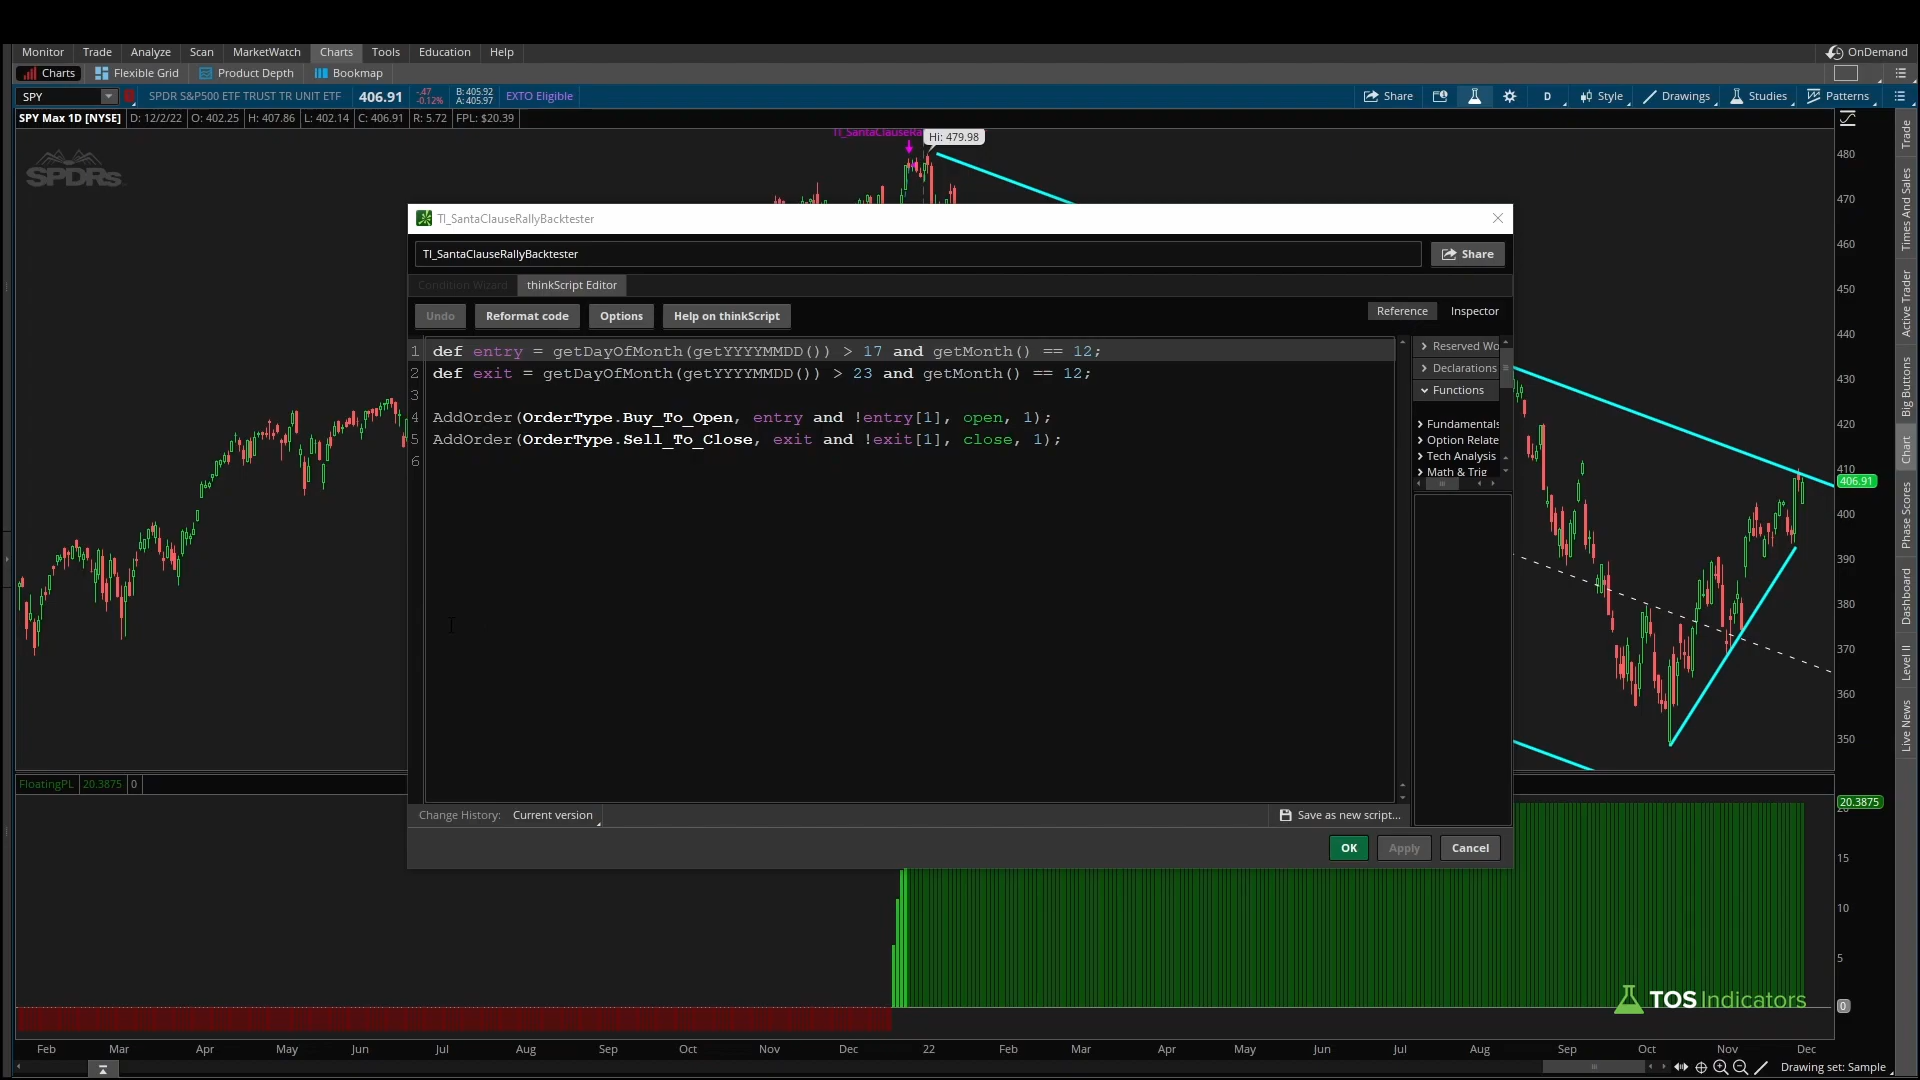 Monitor Trade Analyze Scan MarketWatch Charts Tools Education Help OnDemand
Charts Flexible Grid Product Depth Bookmap
SPY SPDR S&P500 ETF TRUST TR UNIT ETF 406.91 -.47 -0.12% B: 405.92 A: 405.97 EXTO Eligible Share D Style Drawings Studies Patterns
SPY Max 1D [NYSE] D: 12/2/22 O: 402.25 H: 407.86 L: 402.14 C: 406.91 R: 5.72 FPL: $20.39
TI_SantaClauseRa
Hi: 479.98
SPDRs
TI_SantaClauseRallyBacktester
TI_SantaClauseRallyBacktester Share
Condition Wizard thinkScript Editor
Undo Reformat code Options Help on thinkScript Reference Inspector
1 def entry = getDayOfMonth(getYYYYMMDD()) > 17 and getMonth() == 12;
2 def exit = getDayOfMonth(getYYYYMMDD()) > 23 and getMonth() == 12;
3
4 AddOrder(OrderType.Buy_To_Open, entry and !entry[1], open, 1);
5 AddOrder(OrderType.Sell_To_Close, exit and !exit[1], close, 1);
6
Reserved Wo
Declarations
Functions
Fundamentals
Option Relate
Tech Analysis
Math & Trig
Change History: Current version Save as new script...
OK Apply Cancel
480
470
460
450
440
430
420
410
406.91
400
390
380
370
360
350
Trade
Times And Sales
Active Trader
Big Buttons
Chart
Phase Scores
Dashboard
Level II
Live News
FloatingPL 20.3875 0
20.3875
15
10
5
0
TOS Indicators
Feb Mar Apr May Jun Jul Aug Sep Oct Nov Dec 22 Feb Mar Apr May Jun Jul Aug Sep Oct Nov Dec
Drawing set: Sample